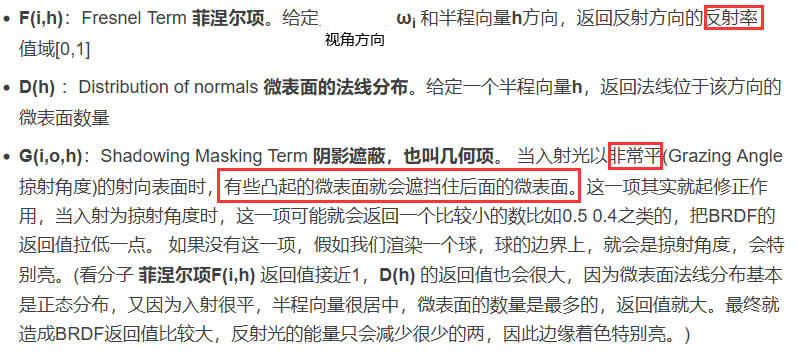 • F(i,h)：Fresnel Term 菲涅尔项。给定 ωi 和半程向量h方向，返回反射方向的反射率
视角方向
值域[0,1]
• D(h)：Distribution of normals 微表面的法线分布。给定一个半程向量h，返回法线位于该方向的
微表面数量
• G(i,o,h)：Shadowing Masking Term 阴影遮蔽，也叫几何项。 当入射光以非常平(Grazing Angle
掠射角度)的射向表面时，有些凸起的微表面就会遮挡住后面的微表面。 这一项其实就起修正作
用，当入射为掠射角度时，这一项可能就会返回一个比较小的数比如0.5 0.4之类的，把BRDF的
返回值拉低一点。 如果没有这一项，假如我们渲染一个球，球的边界上，就会是掠射角度，会特
别亮。(看分子 菲涅尔项F(i,h) 返回值接近1，D(h) 的返回值也会很大，因为微表面法线分布基本
是正态分布，又因为入射很平，半程向量很居中，微表面的数量是最多的，返回值就大。最终就
造成BRDF返回值比较大，反射光的能量只会减少很少的两，因此边缘着色特别亮。)